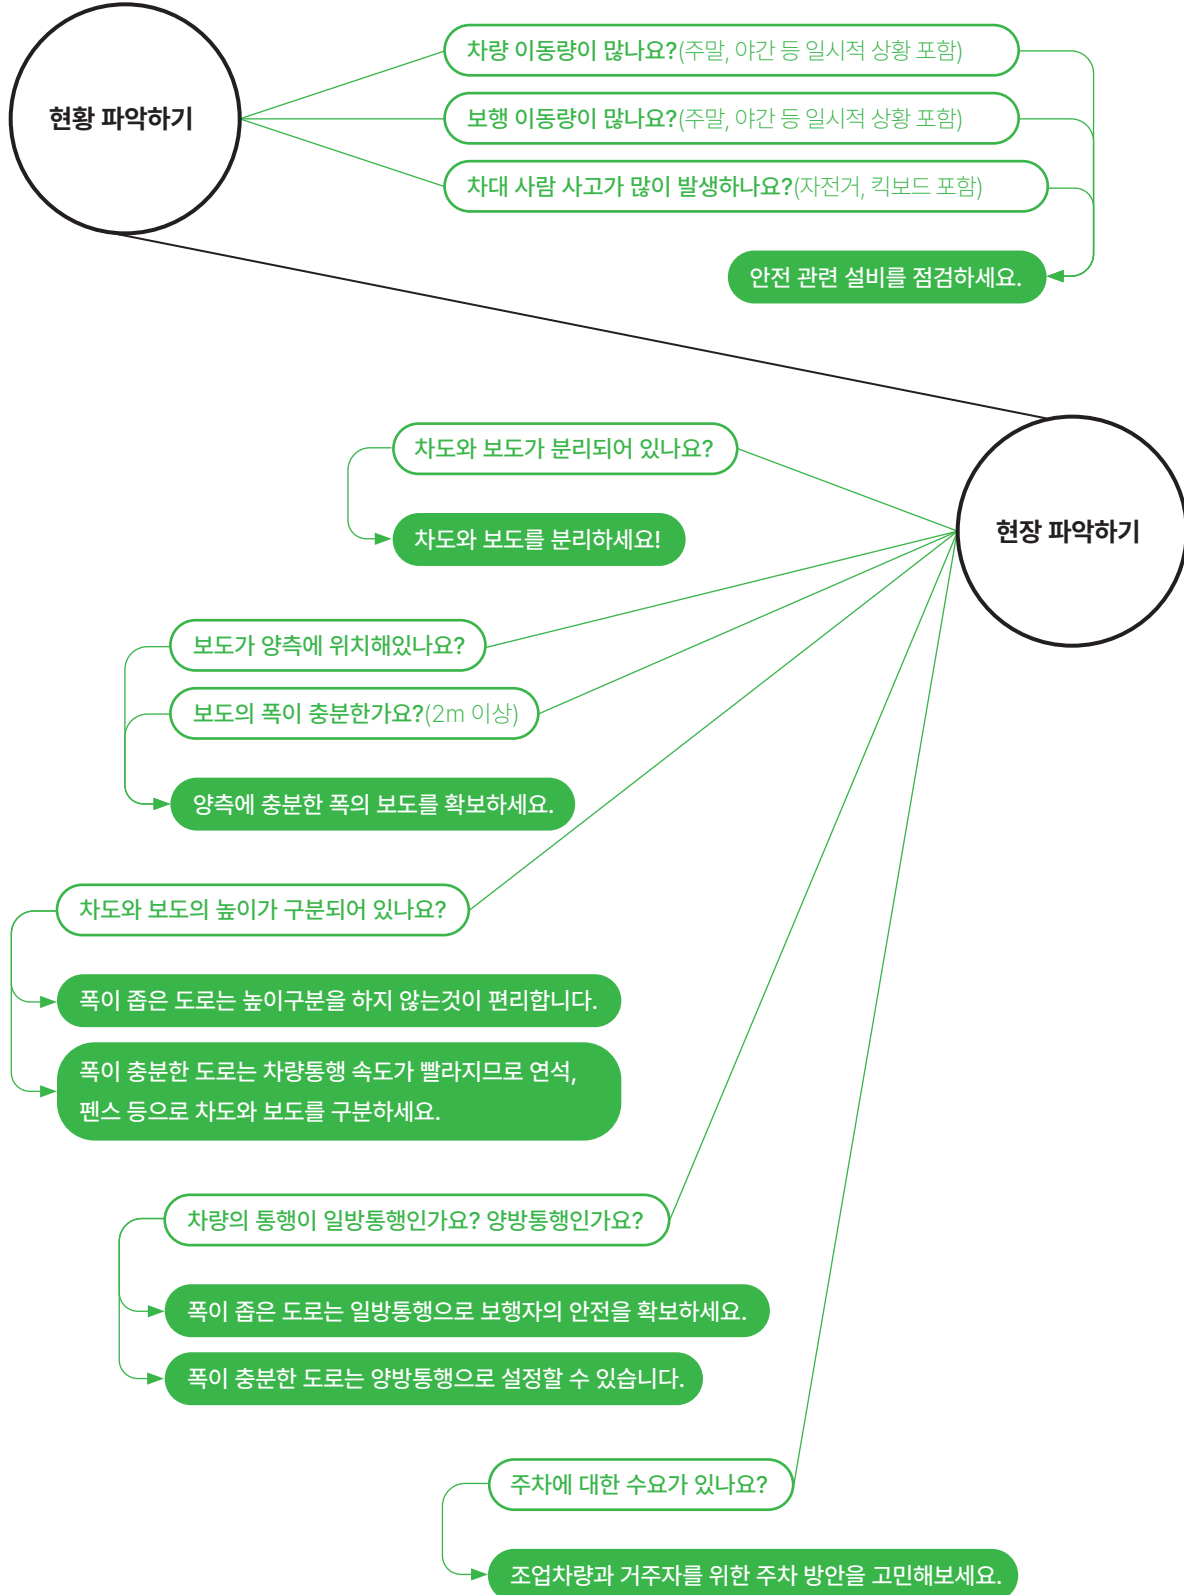 현황 파악하기
차량 이동량이 많나요?(주말, 야간 등 일시적 상황 포함)
보행 이동량이 많나요?(주말, 야간 등 일시적 상황 포함)
차대 사람 사고가 많이 발생하나요?(자전거, 킥보드 포함)
안전 관련 설비를 점검하세요.
현장 파악하기
차도와 보도가 분리되어 있나요?
차도와 보도를 분리하세요!
보도가 양측에 위치해있나요?
보도의 폭이 충분한가요?(2m 이상)
양측에 충분한 폭의 보도를 확보하세요.
차도와 보도의 높이가 구분되어 있나요?
폭이 좁은 도로는 높이구분을 하지 않는것이 편리합니다.
폭이 충분한 도로는 차량통행 속도가 빨라지므로 연석,
펜스 등으로 차도와 보도를 구분하세요.
차량의 통행이 일방통행인가요? 양방통행인가요?
폭이 좁은 도로는 일방통행으로 보행자의 안전을 확보하세요.
폭이 충분한 도로는 양방통행으로 설정할 수 있습니다.
주차에 대한 수요가 있나요?
조업차량과 거주자를 위한 주차 방안을 고민해보세요.